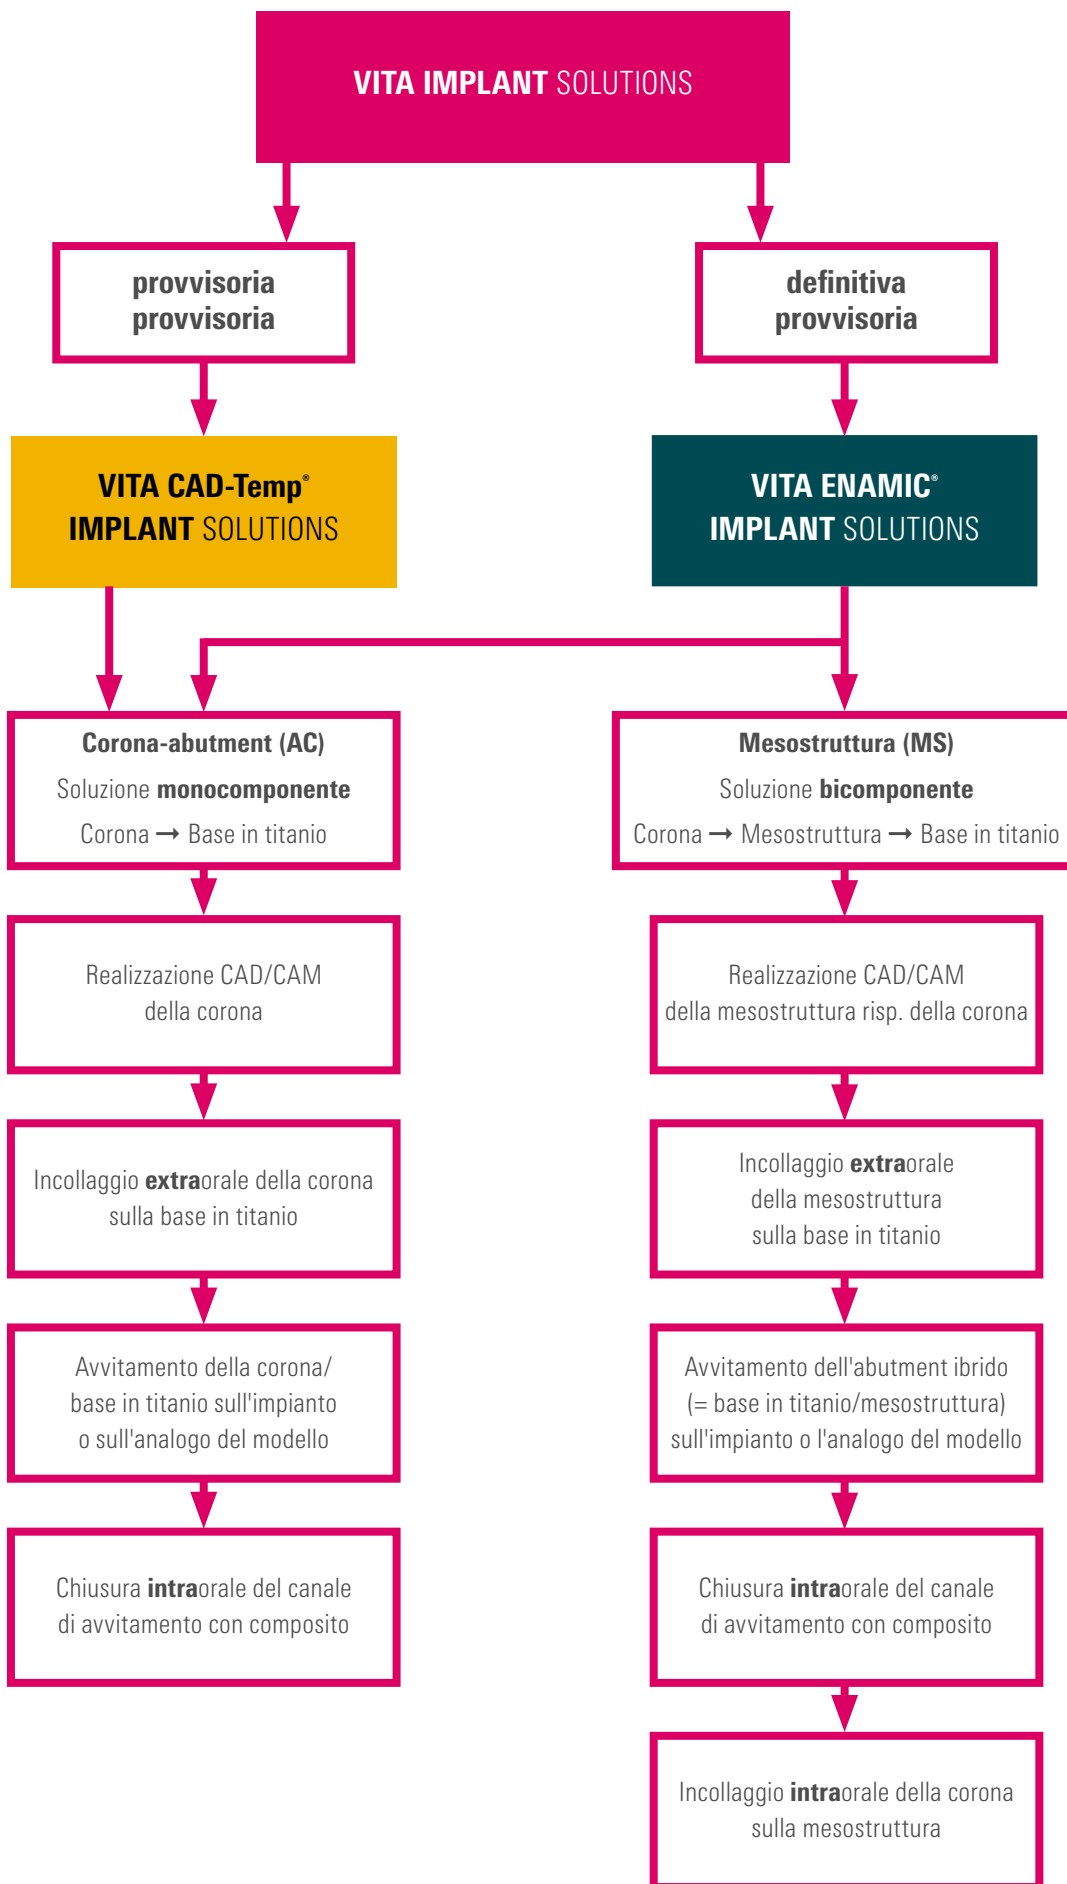 VITA IMPLANT SOLUTIONS
provvisoria
provvisoria
definitiva
provvisoria
VITA CAD-Temp®
IMPLANT SOLUTIONS
VITA ENAMIC®
IMPLANT SOLUTIONS
Corona-abutment (AC)
Soluzione monocomponente
Corona → Base in titanio
Mesostruttura (MS)
Soluzione bicomponente
Corona → Mesostruttura → Base in titanio
Realizzazione CAD/CAM
della corona
Realizzazione CAD/CAM
della mesostruttura risp. della corona
Incollaggio extraorale della corona
sulla base in titanio
Incollaggio extraorale
della mesostruttura
sulla base in titanio
Avvitamento della corona/
base in titanio sull'impianto
o sull'analogo del modello
Avvitamento dell'abutment ibrido
(= base in titanio/mesostruttura)
sull'impianto o l'analogo del modello
Chiusura intraorale del canale
di avvitamento con composito
Chiusura intraorale del canale
di avvitamento con composito
Incollaggio intraorale della corona
sulla mesostruttura